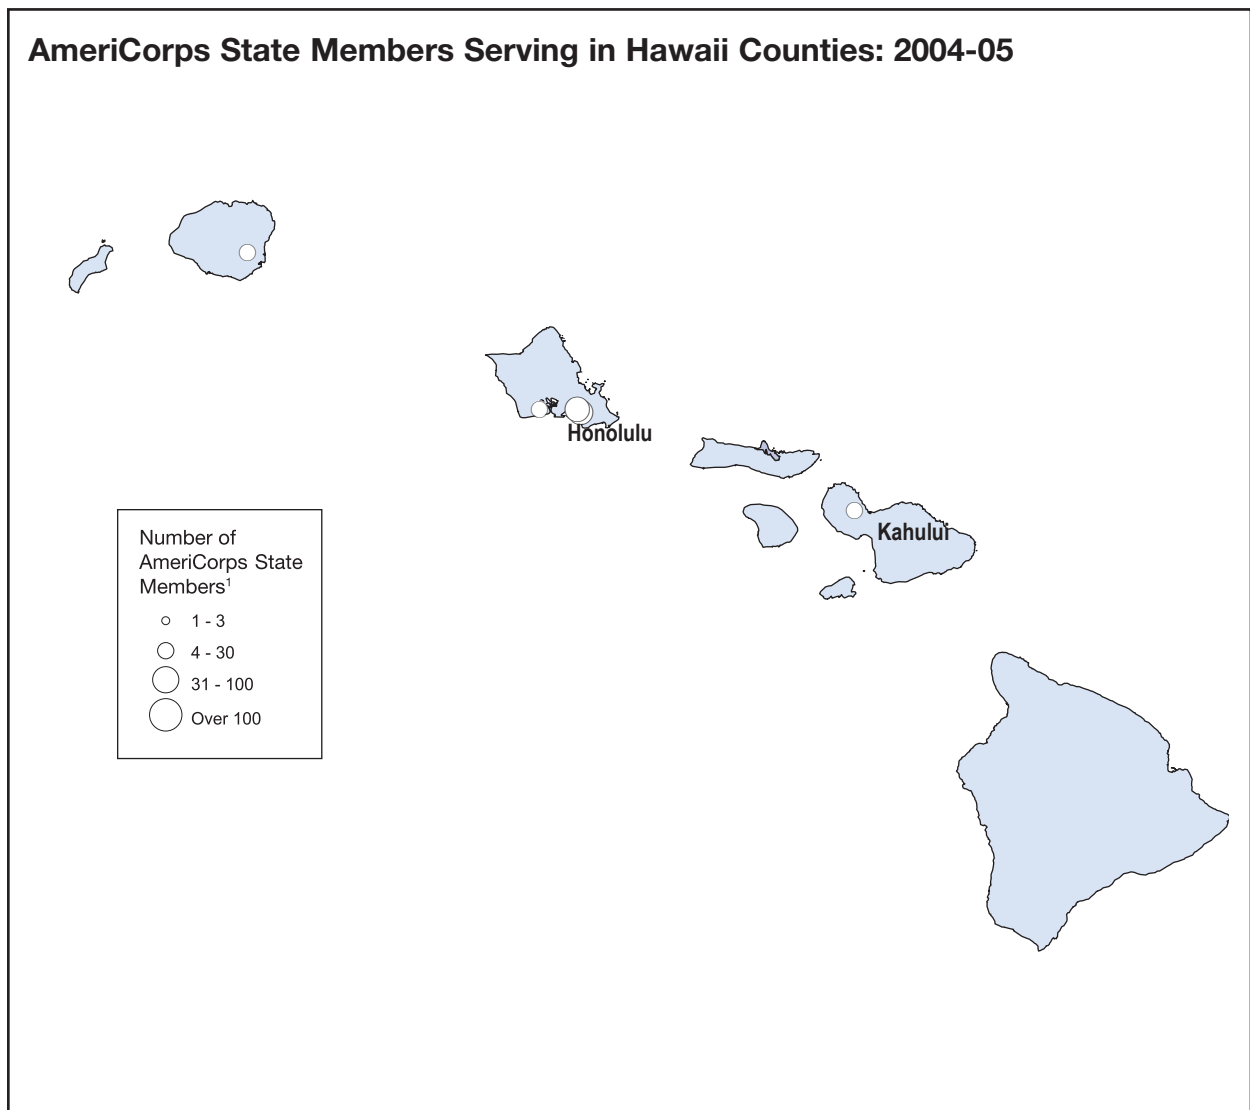 AmeriCorps State Members Serving in Hawaii Counties: 2004-05
Honolulu
Kahului
Number of
AmeriCorps State
Members¹
1 - 3
4 - 30
31 - 100
Over 100